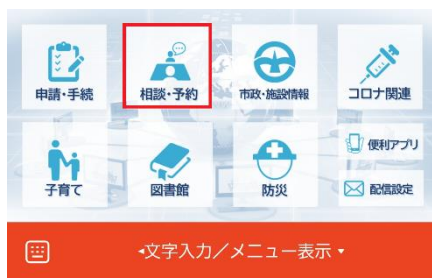 申請・手続
相談・予約
市政・施設情報
コロナ関連
子育て
図書館
防災
便利アプリ
配信設定
◂文字入力／メニュー表示▾